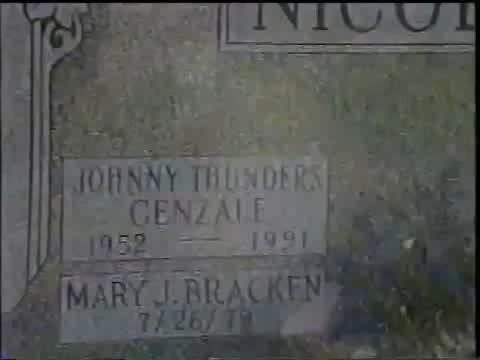 JOHNNY THUNDERS
GENZALE
1952 — 1991
MARY J. BRACKEN